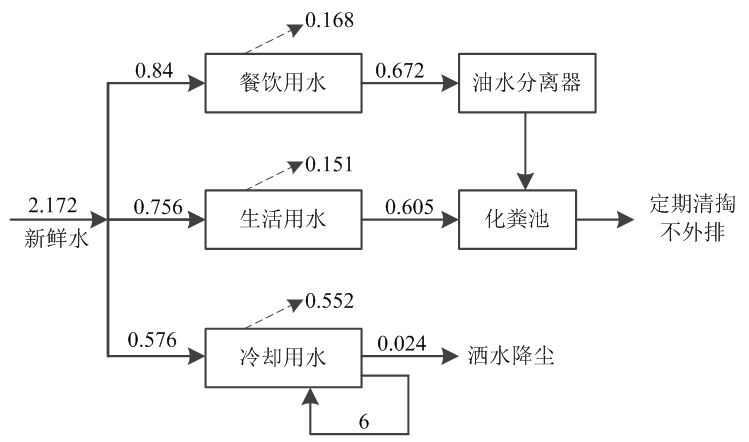 0.168
0.84
餐饮用水
0.672
油水分离器
0.151
2.172
新鲜水
0.756
生活用水
0.605
化粪池
定期清掏
不外排
0.552
0.576
冷却用水
0.024
洒水降尘
6